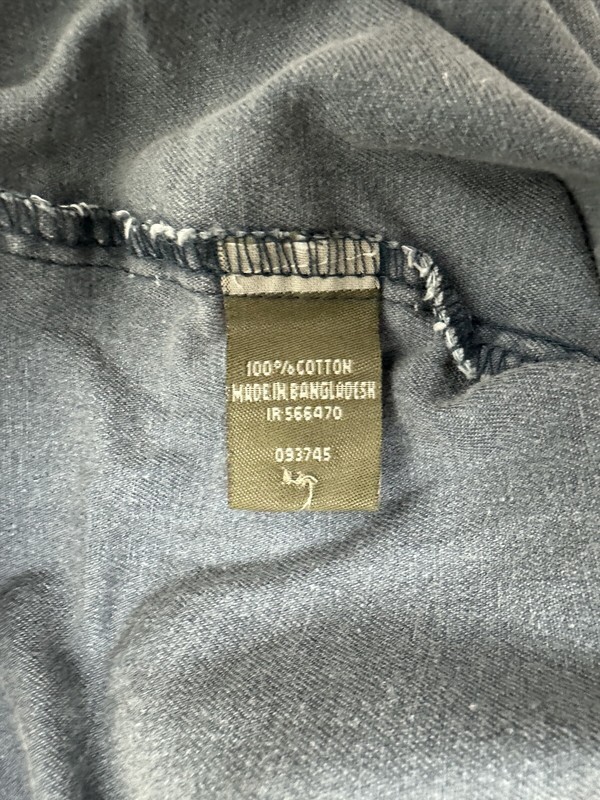 100% COTTON
MADE IN BANGLADESH
IR 566470
093745